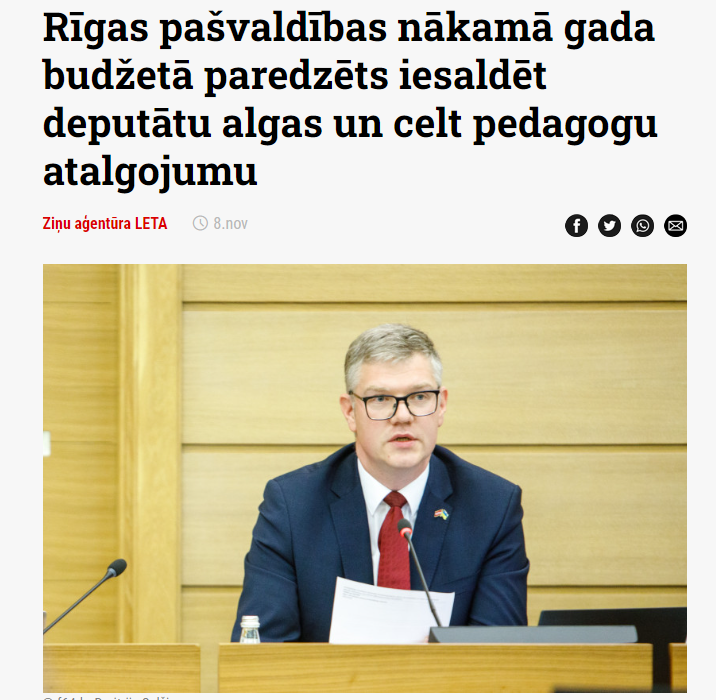 Rīgas pašvaldības nākamā gada
budžetā paredzēts iesaldēt
deputātu algas un celt pedagogu
atalgojumu
Ziņu aģentūra LETA 8.nov